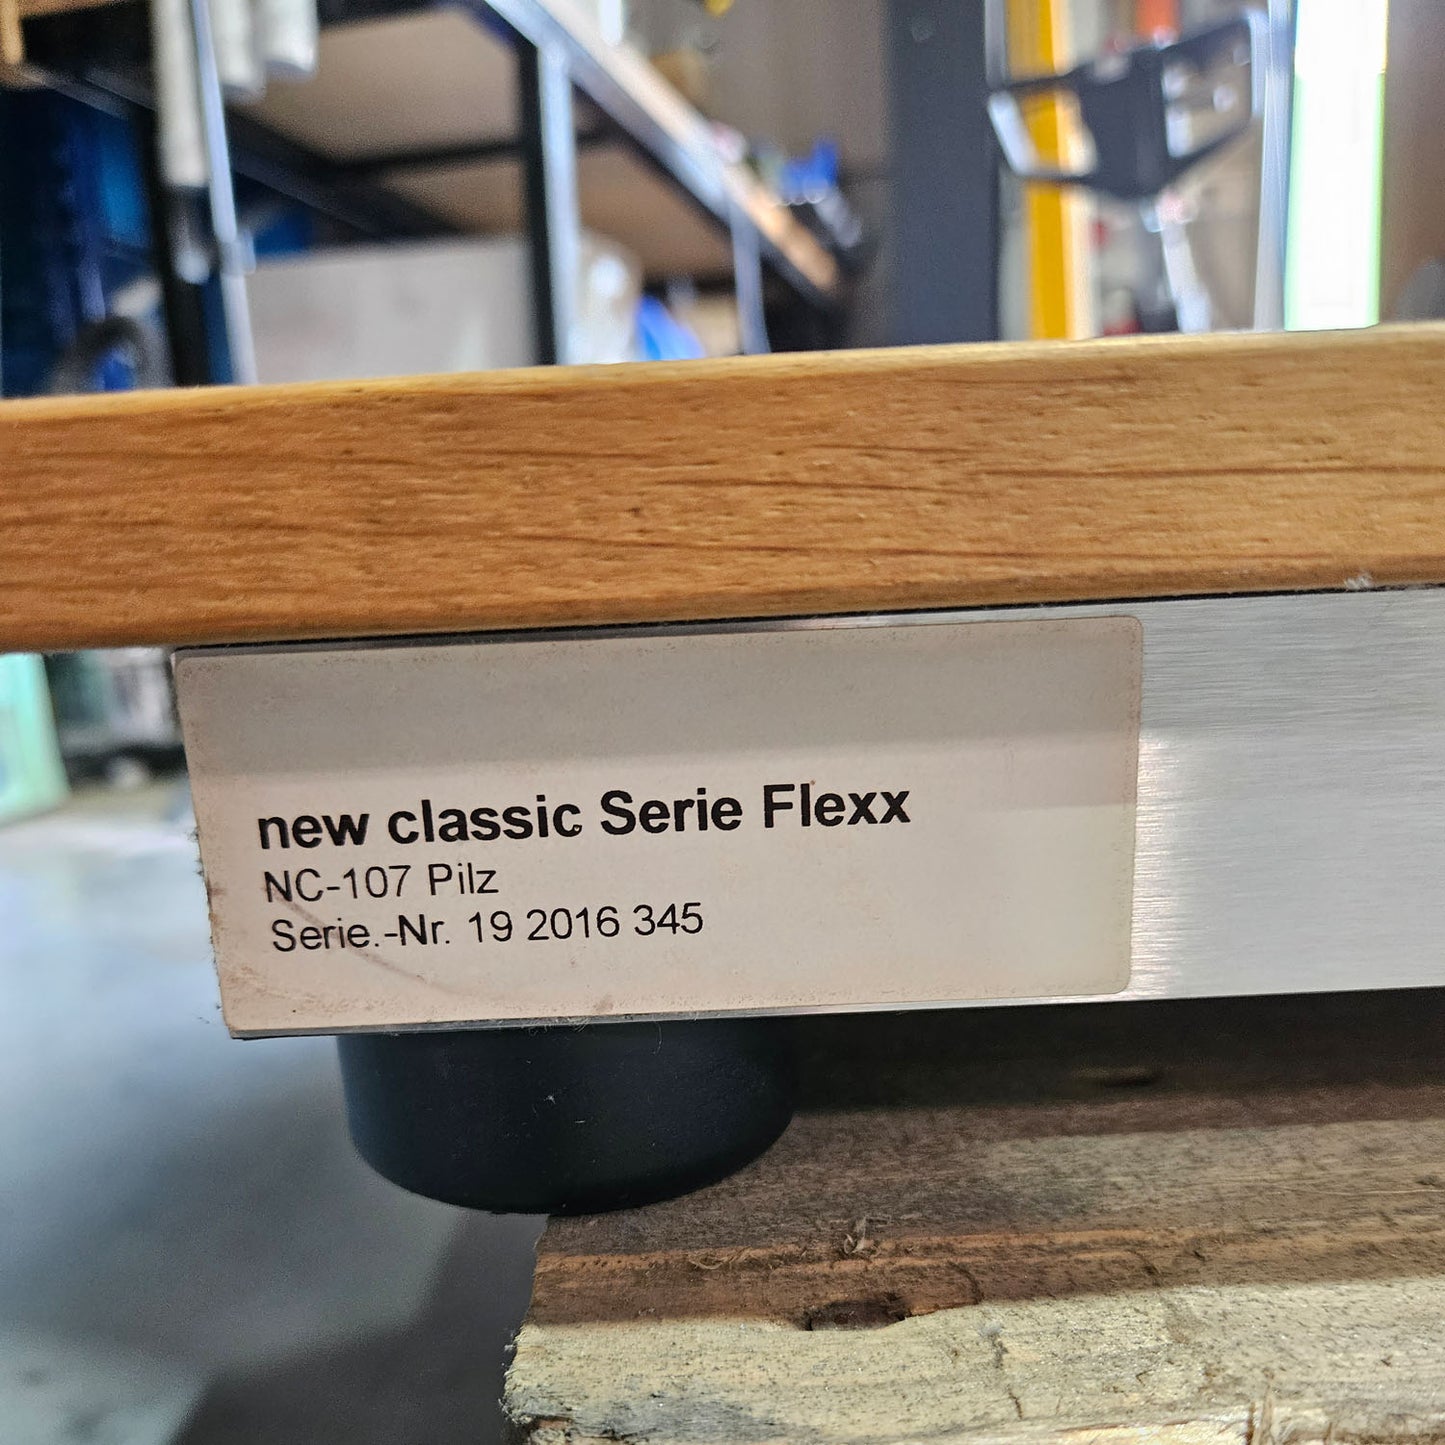 new classic Serie Flexx
NC-107 Pilz
Serie.-Nr. 19 2016 345